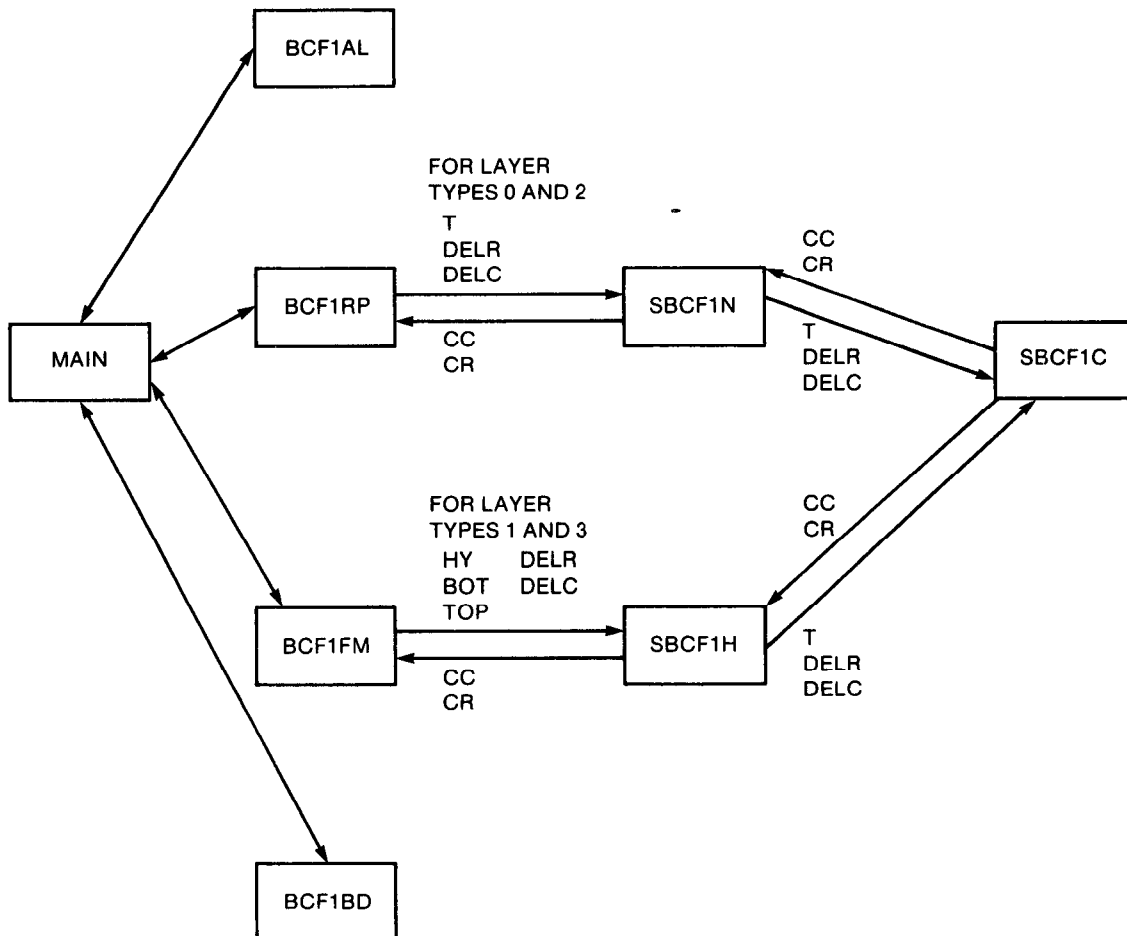 BCF1AL
FOR LAYER
TYPES 0 AND 2
T
DELR
DELC
CC
CR
BCF1RP
SBCF1N
MAIN
CC
CR
T
DELR
DELC
SBCF1C
FOR LAYER
TYPES 1 AND 3
HY DELR
BOT DELC
TOP
CC
CR
BCF1FM
SBCF1H
CC
CR
T
DELR
DELC
BCF1BD